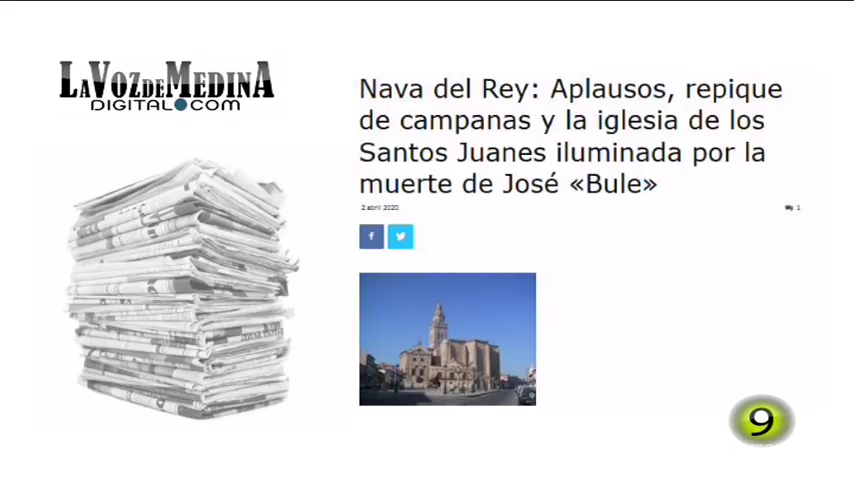 LAVOZDEMEDINA
DIGITAL.COM
Nava del Rey: Aplausos, repique
de campanas y la iglesia de los
Santos Juanes iluminada por la
muerte de José «Bule»
2 abril 2020
1
f
9